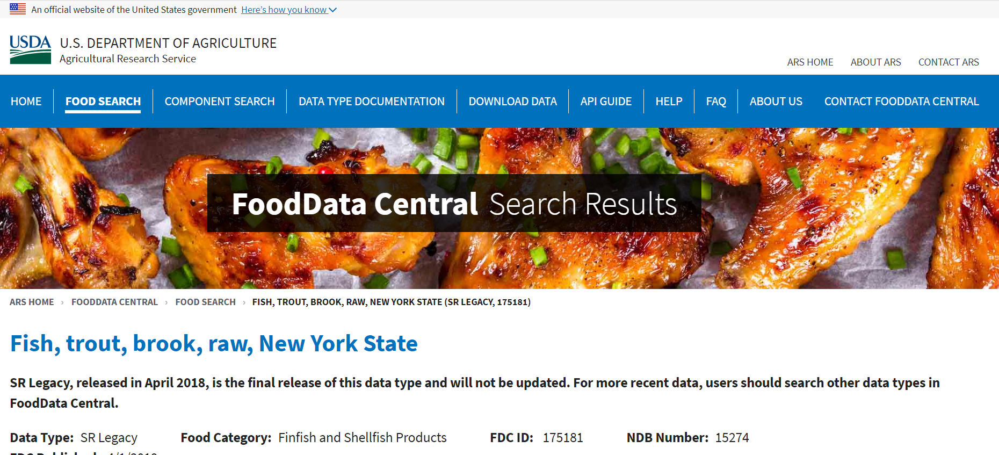 An official website of the United States government Here’s how you know
USDA
U.S. DEPARTMENT OF AGRICULTURE
Agricultural Research Service
ARS HOME ABOUT ARS CONTACT ARS
HOME FOOD SEARCH COMPONENT SEARCH DATA TYPE DOCUMENTATION DOWNLOAD DATA API GUIDE HELP FAQ ABOUT US CONTACT FOODDATA CENTRAL
FoodData Central Search Results
ARS HOME › FOODDATA CENTRAL › FOOD SEARCH › FISH, TROUT, BROOK, RAW, NEW YORK STATE (SR LEGACY, 175181)
Fish, trout, brook, raw, New York State
SR Legacy, released in April 2018, is the final release of this data type and will not be updated. For more recent data, users should search other data types in
FoodData Central.
Data Type: SR Legacy Food Category: Finfish and Shellfish Products FDC ID: 175181 NDB Number: 15274